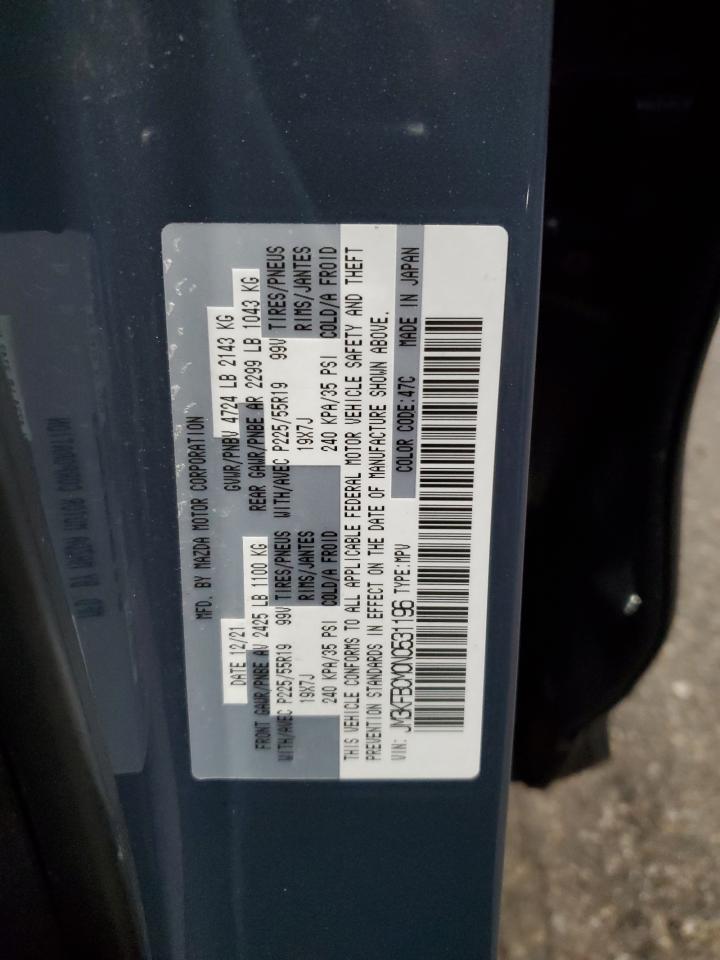 MFD. BY MAZDA MOTOR CORPORATION
DATE 12/21 GVWR/PNBV 4724 LB 2143 KG
FRONT GAWR/PNBE AV 2425 LB 1100 KG REAR GAWR/PNBE AR 2299 LB 1043 KG
WITH/AVEC P225/55R19 99V TIRES/PNEUS WITH/AVEC P225/55R19 99V TIRES/PNEUS
19X7J RIMS/JANTES 19X7J RIMS/JANTES
240 KPA/35 PSI COLD/A FROID 240 KPA/35 PSI COLD/A FROID
THIS VEHICLE CONFORMS TO ALL APPLICABLE FEDERAL MOTOR VEHICLE SAFETY AND THEFT
PREVENTION STANDARDS IN EFFECT ON THE DATE OF MANUFACTURE SHOWN ABOVE.
VIN: JM3KFBCM0N0531196 TYPE:MPV COLOR CODE:47C MADE IN JAPAN